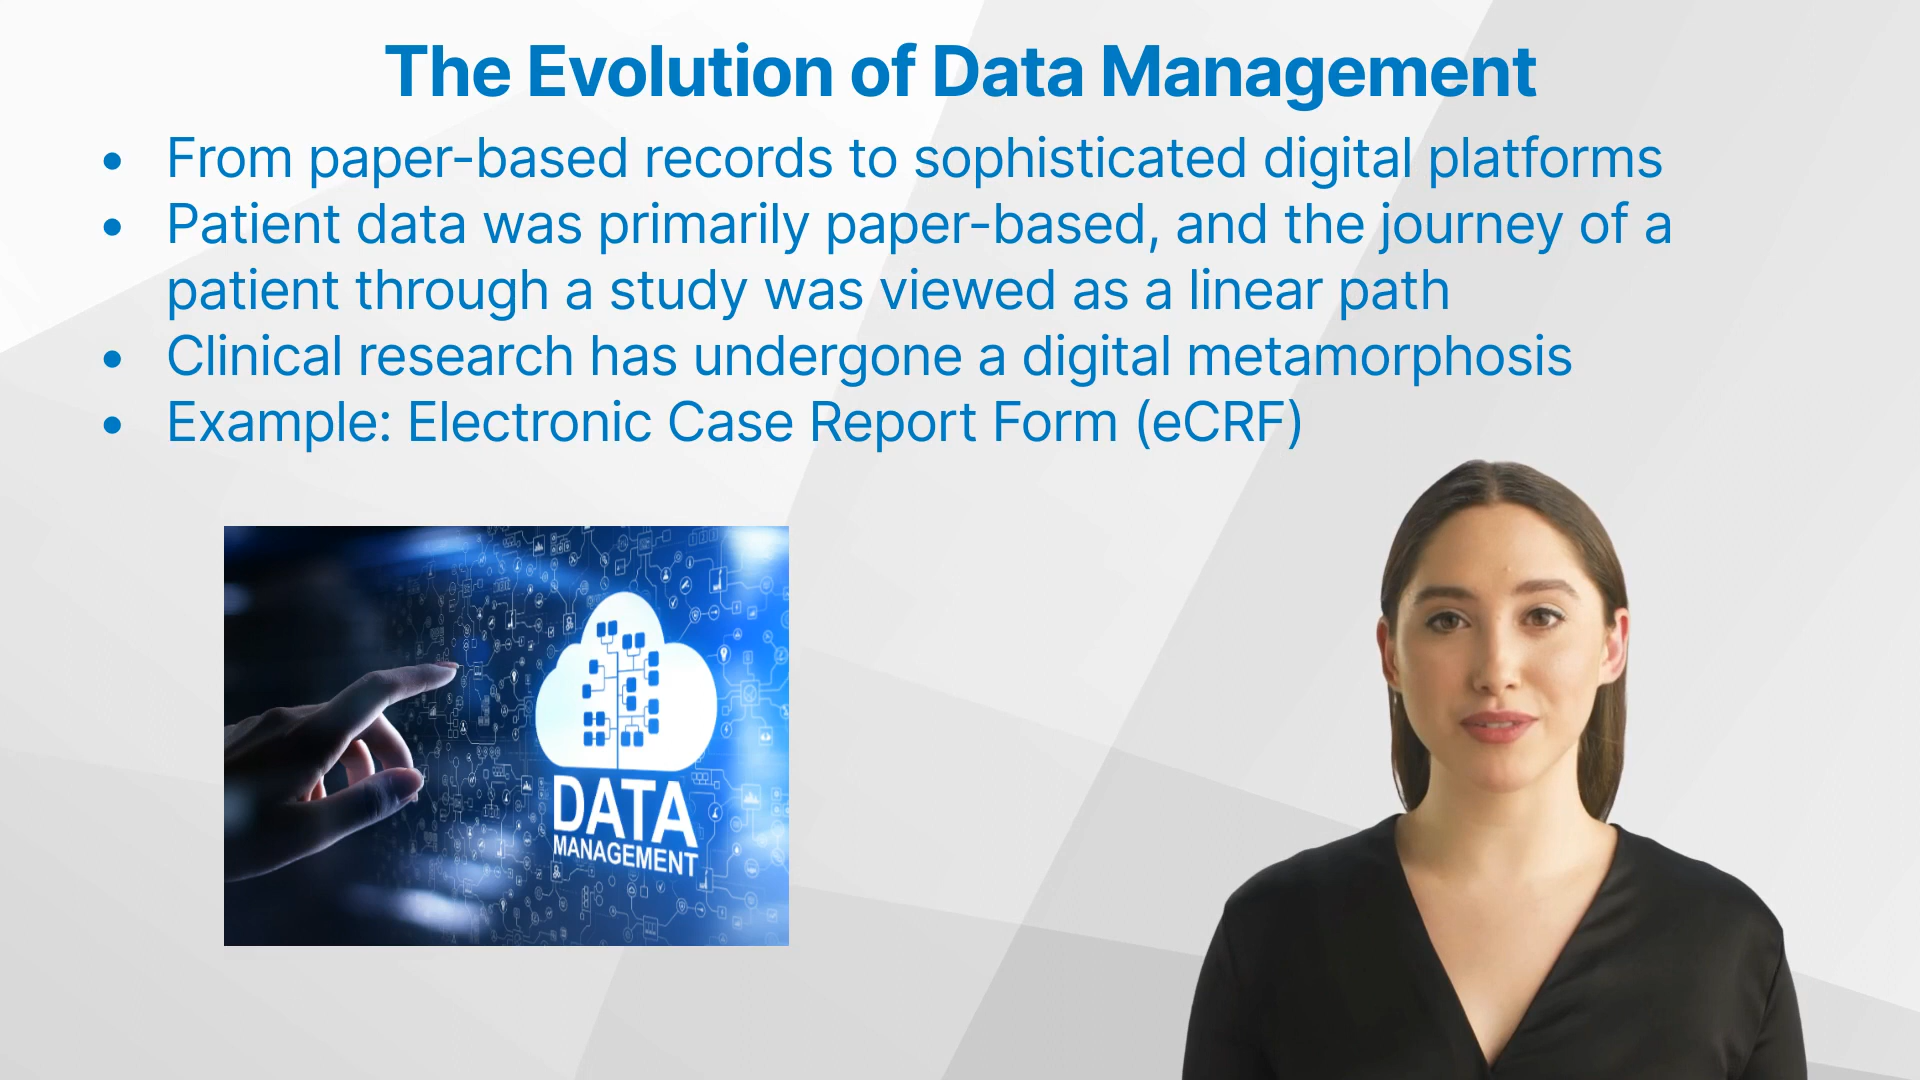 The Evolution of Data Management
• From paper-based records to sophisticated digital platforms
• Patient data was primarily paper-based, and the journey of a
patient through a study was viewed as a linear path
• Clinical research has undergone a digital metamorphosis
• Example: Electronic Case Report Form (eCRF)
DATA
MANAGEMENT